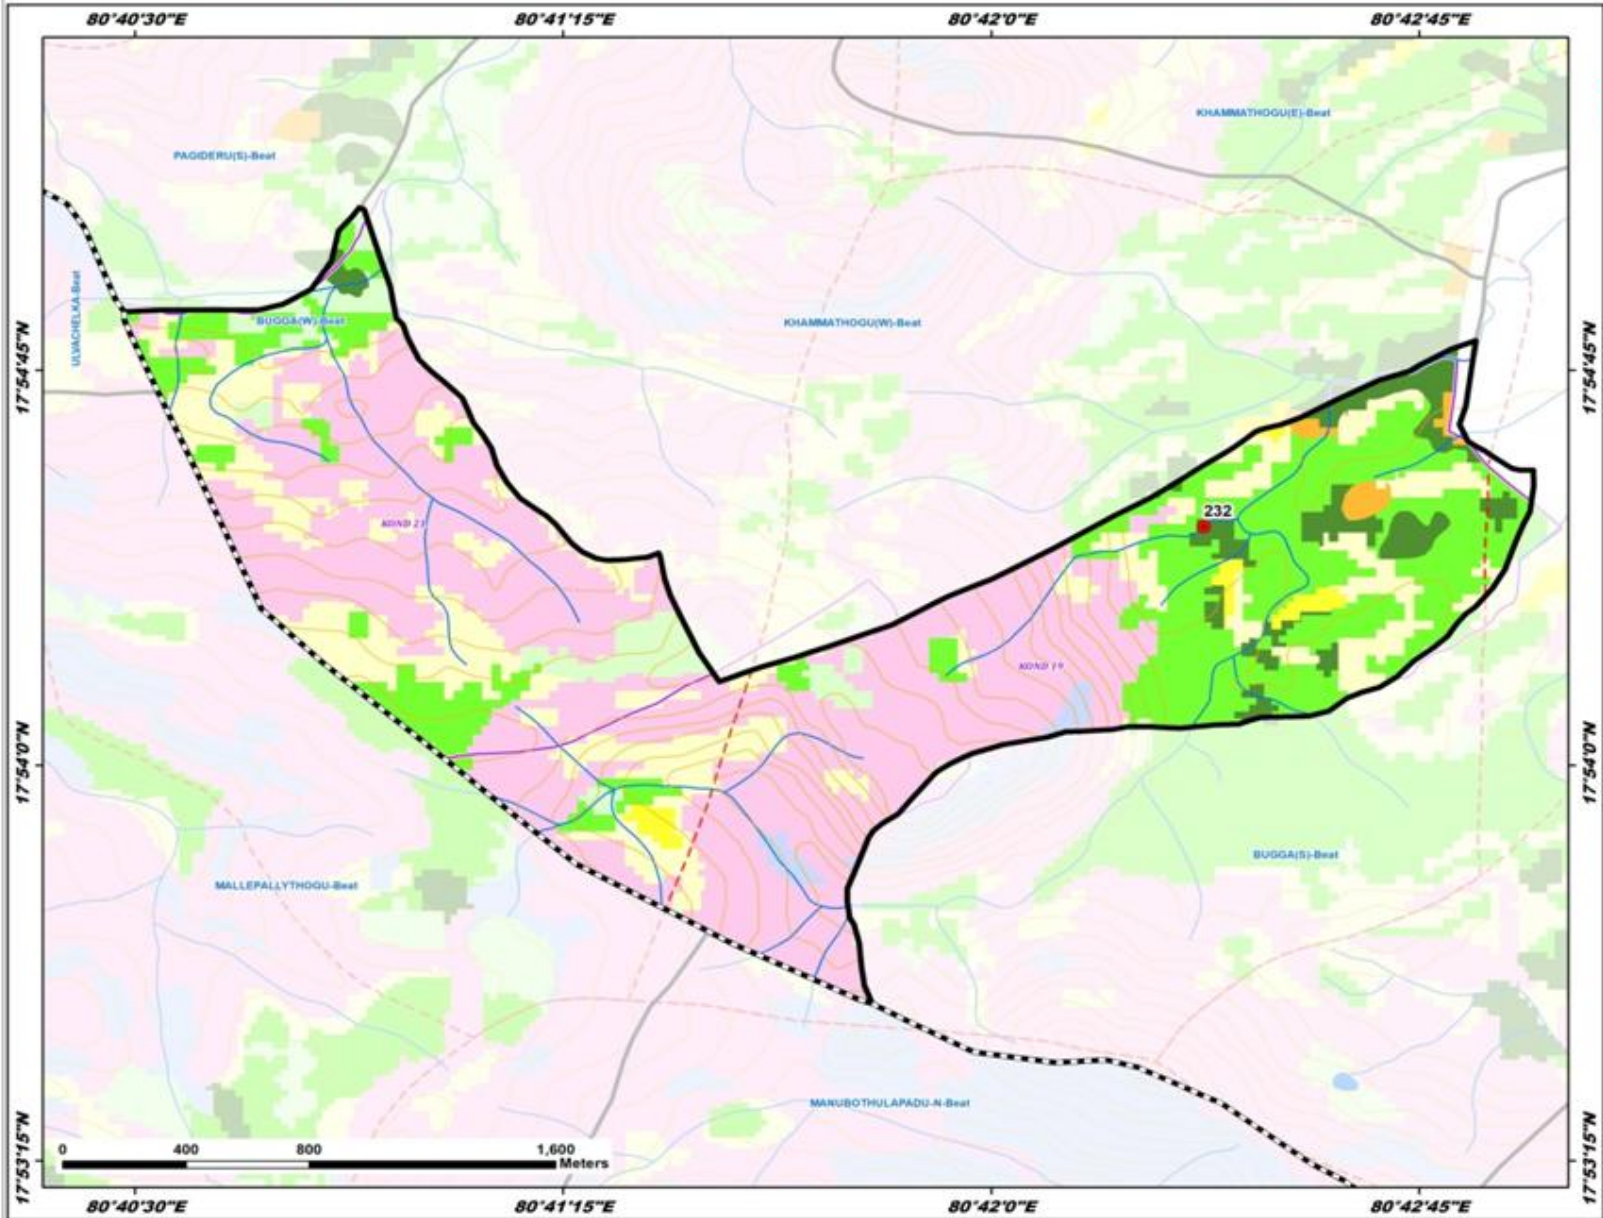 80°40'30"E 80°41'15"E 80°42'0"E 80°42'45"E
KHAMMATHOGU(E)-Beat
PAGIDERU(S)-Beat
ULVACHELKA-Beat
BUGGA(W)-Beat
KHAMMATHOGU(W)-Beat
17°54'45"N
17°54'45"N
232
KOND 21
KOND 19
17°54'0"N
17°54'0"N
BUGGA(S)-Beat
MALLEPALLYTHOGU-Beat
MANUBOTHULAPADU-N-Beat
0 400 800 1,600
Meters
17°53'15"N
17°53'15"N
80°40'30"E 80°41'15"E 80°42'0"E 80°42'45"E